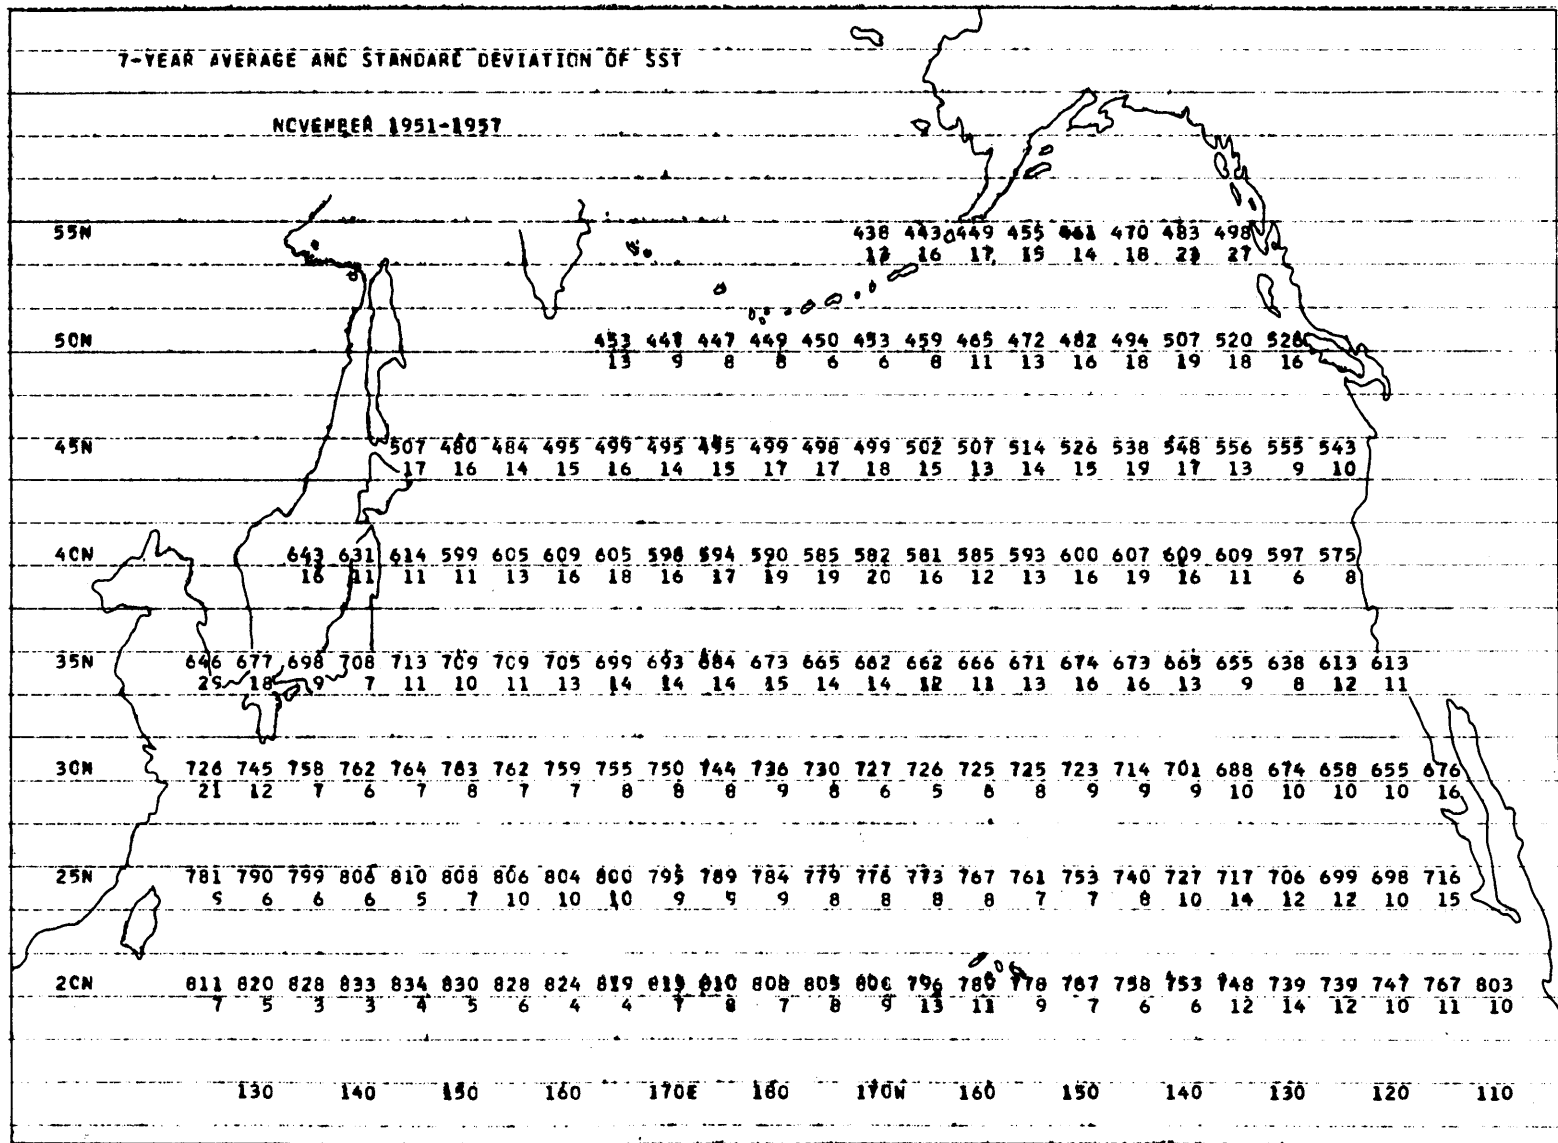 7-YEAR AVERAGE AND STANDARD DEVIATION OF SST
NOVEMBER 1951-1957
55N 438 443 449 455 461 470 483 498
16 17 15 14 18 23 27
50N 453 447 449 450 453 459 465 472 482 494 507 520
13 9 8 8 6 6 8 11 13 16 18 19 18 16
45N 507 480 484 495 499 495 495 499 498 499 502 507 514 526 538 548 556 555 543
17 16 14 15 16 14 15 17 17 18 15 13 14 15 19 17 13 9 10
40N 643 631 614 599 605 609 605 598 594 590 585 582 581 585 593 600 607 609 609 597 575
16 11 11 11 13 16 18 16 17 19 19 20 16 12 13 16 19 16 11 6 8
35N 646 677 698 708 713 709 709 705 699 693 684 673 665 662 662 666 671 674 673 665 655 638 613 613
18 9 7 11 10 11 13 14 14 14 15 14 14 12 11 13 16 16 13 9 8 12 11
30N 726 745 758 762 764 763 762 759 755 750 744 736 730 727 726 725 725 723 714 701 688 674 658 655 676
21 12 7 6 7 8 7 7 8 8 8 9 8 6 5 8 8 9 9 9 10 10 10 10 16
25N 781 790 799 806 810 808 806 804 800 795 789 784 779 776 773 767 761 753 740 727 717 706 699 698 716
6 6 6 5 7 10 10 10 9 9 9 8 8 8 8 7 7 8 10 14 12 12 10 15
20N 811 820 828 833 834 830 828 824 819 810 808 805 796 778 767 758 753 748 739 739 747 767 803
7 5 3 3 4 5 6 4 4 7 8 7 8 9 13 11 9 7 6 6 12 14 12 10 11 10
130 140 150 160 170E 180 170W 160 150 140 130 120 110